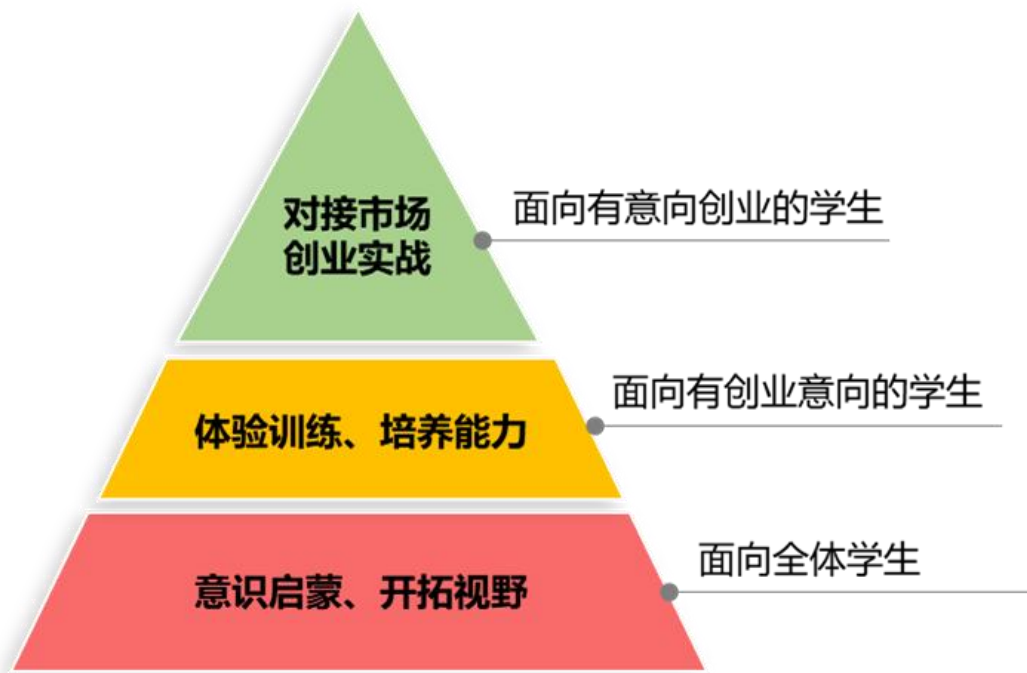 对接市场
创业实战
面向有意向创业的学生
体验训练、培养能力
面向有创业意向的学生
意识启蒙、开拓视野
面向全体学生